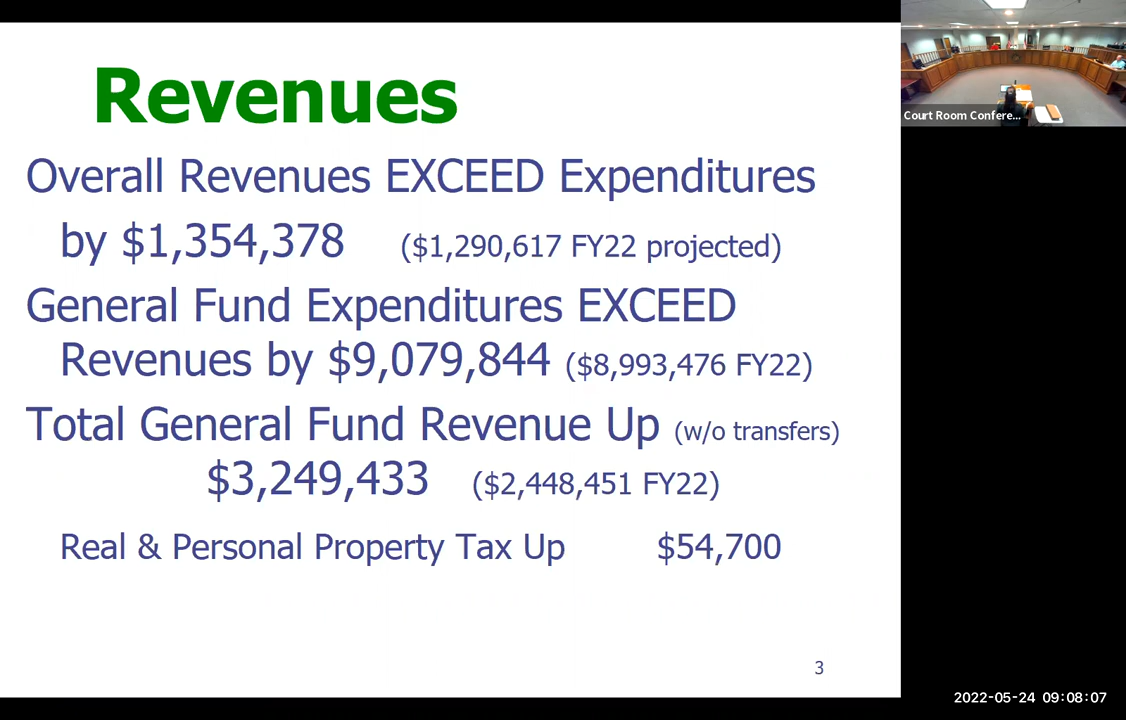 Revenues
Overall Revenues EXCEED Expenditures
by $1,354,378 ($1,290,617 FY22 projected)
General Fund Expenditures EXCEED
Revenues by $9,079,844 ($8,993,476 FY22)
Total General Fund Revenue Up (w/o transfers)
$3,249,433 ($2,448,451 FY22)
Real & Personal Property Tax Up $54,700
3
Court Room Confere...
2022-05-24 09:08:07